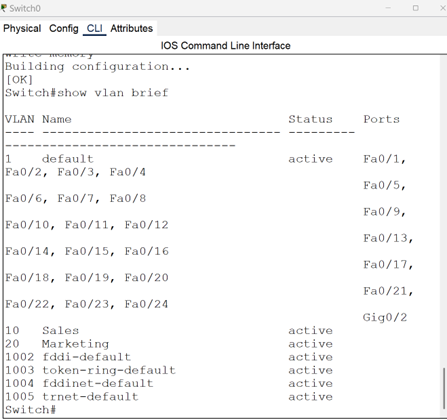 Switch0
Physical Config CLI Attributes
IOS Command Line Interface
write memory
Building configuration...
[OK]
Switch#show vlan brief
VLAN Name Status Ports
---- -------------------------------- --------- 
-------------------------------
1 default active Fa0/1,
Fa0/2, Fa0/3, Fa0/4
Fa0/5,
Fa0/6, Fa0/7, Fa0/8
Fa0/9,
Fa0/10, Fa0/11, Fa0/12
Fa0/13,
Fa0/14, Fa0/15, Fa0/16
Fa0/17,
Fa0/18, Fa0/19, Fa0/20
Fa0/21,
Fa0/22, Fa0/23, Fa0/24
Gig0/2
10 Sales active
20 Marketing active
1002 fddi-default active
1003 token-ring-default active
1004 fddinet-default active
1005 trnet-default active
Switch#